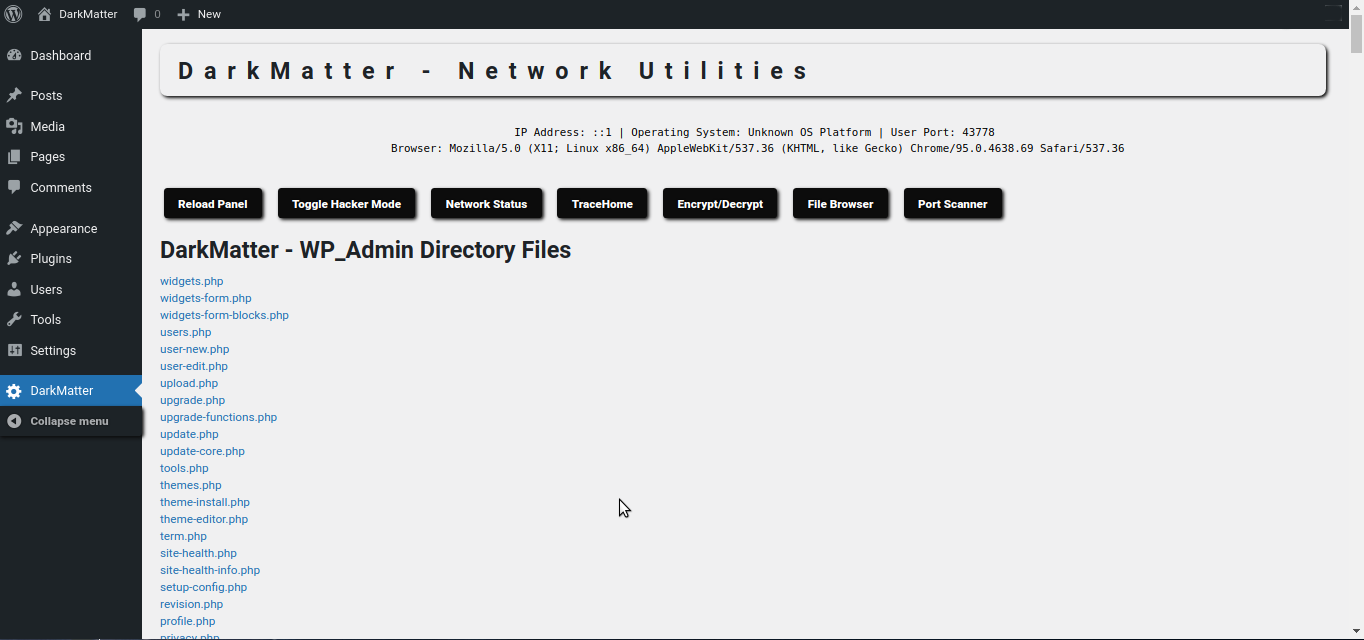 DarkMatter 0 New
Dashboard
Posts
Media
Pages
Comments
Appearance
Plugins
Users
Tools
Settings
DarkMatter
Collapse menu
DarkMatter - Network Utilities
IP Address: ::1 | Operating System: Unknown OS Platform | User Port: 43778
Browser: Mozilla/5.0 (X11; Linux x86_64) AppleWebKit/537.36 (KHTML, like Gecko) Chrome/95.0.4638.69 Safari/537.36
Reload Panel Toggle Hacker Mode Network Status TraceHome Encrypt/Decrypt File Browser Port Scanner
DarkMatter - WP_Admin Directory Files
widgets.php
widgets-form.php
widgets-form-blocks.php
users.php
user-new.php
user-edit.php
upload.php
upgrade.php
upgrade-functions.php
update.php
update-core.php
tools.php
themes.php
theme-install.php
theme-editor.php
term.php
site-health.php
site-health-info.php
setup-config.php
revision.php
profile.php
privacy.php